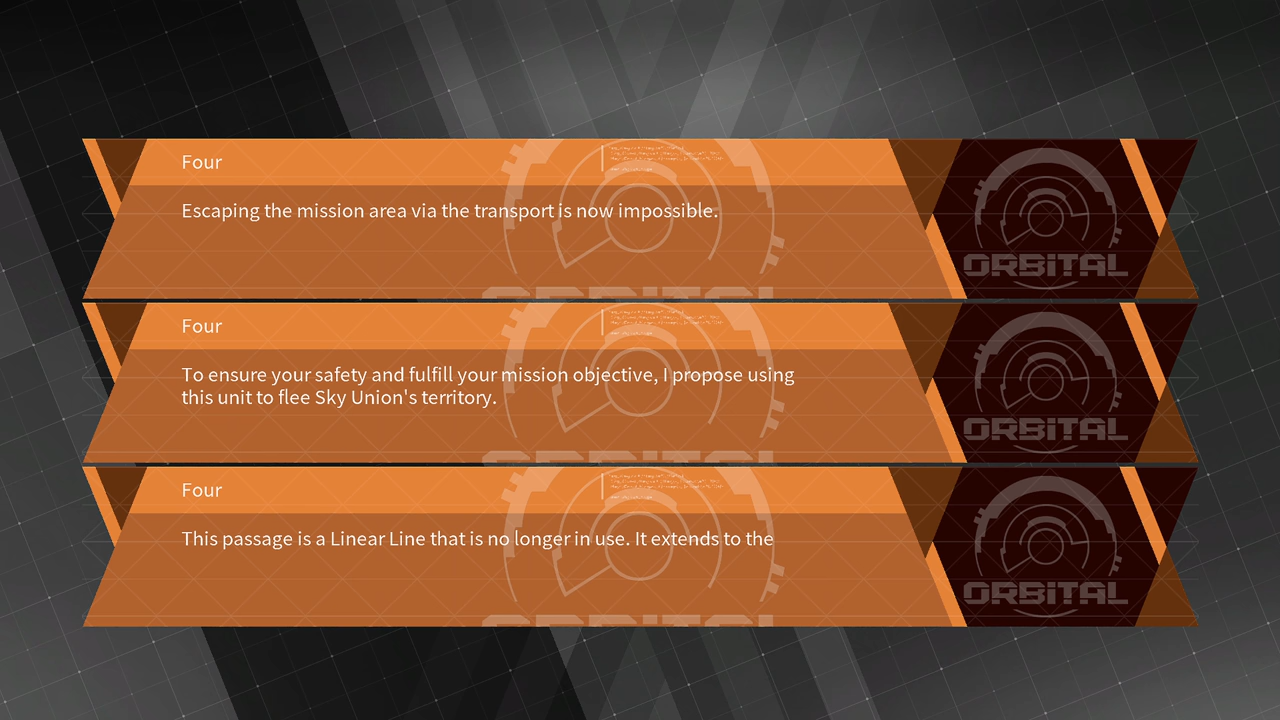 Four
Escaping the mission area via the transport is now impossible.
ORBITAL
Four
To ensure your safety and fulfill your mission objective, I propose using
this unit to flee Sky Union's territory.
ORBITAL
Four
This passage is a Linear Line that is no longer in use. It extends to the
ORBITAL